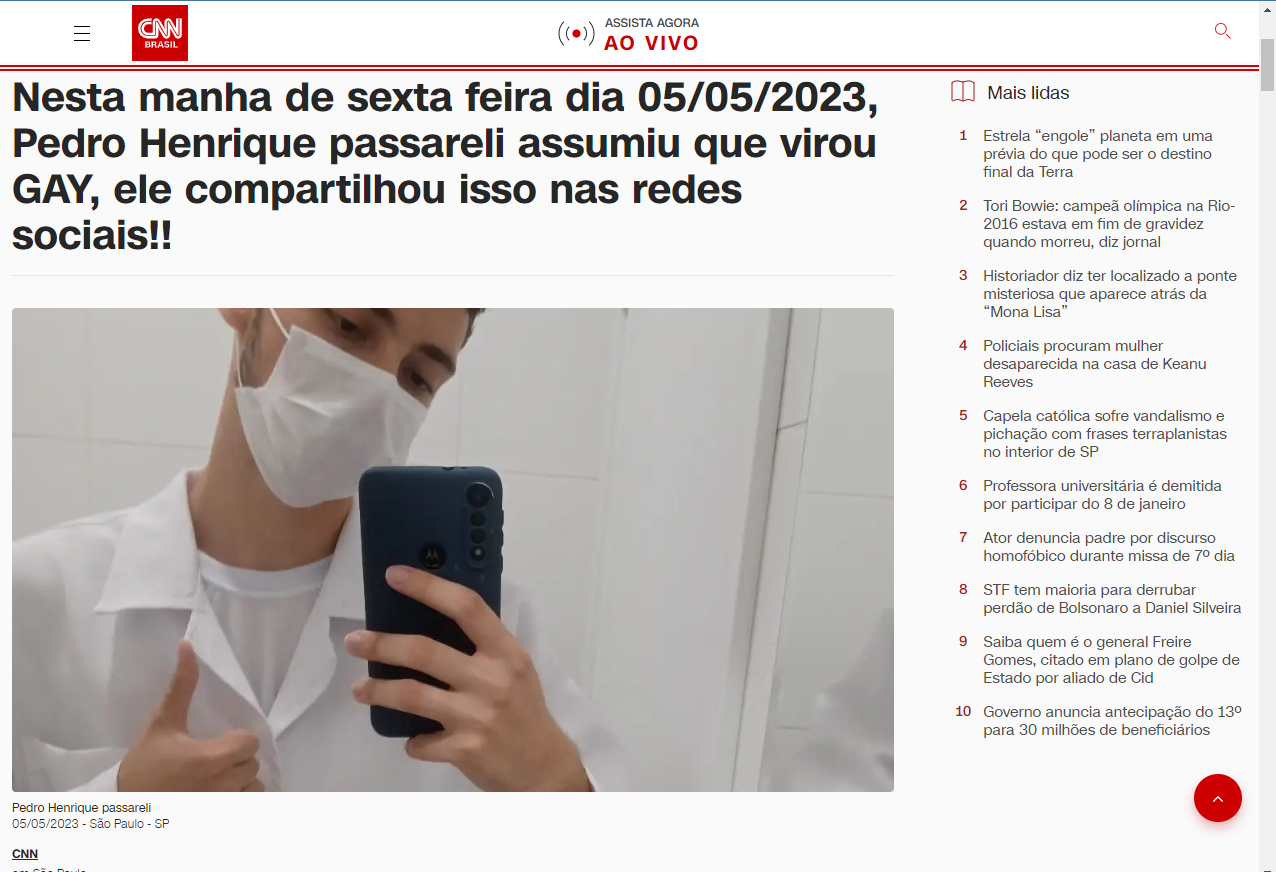 CNN
BRASIL
ASSISTA AGORA
AO VIVO
Nesta manha de sexta feira dia 05/05/2023,
Pedro Henrique passareli assumiu que virou
GAY, ele compartilhou isso nas redes
sociais!!
Pedro Henrique passareli
05/05/2023 - São Paulo - SP
CNN
em São Paulo
Mais lidas
1 Estrela “engole” planeta em uma
prévia do que pode ser o destino
final da Terra
2 Tori Bowie: campeã olímpica na Rio-
2016 estava em fim de gravidez
quando morreu, diz jornal
3 Historiador diz ter localizado a ponte
misteriosa que aparece atrás da
“Mona Lisa”
4 Policiais procuram mulher
desaparecida na casa de Keanu
Reeves
5 Capela católica sofre vandalismo e
pichação com frases terraplanistas
no interior de SP
6 Professora universitária é demitida
por participar do 8 de janeiro
7 Ator denuncia padre por discurso
homofóbico durante missa de 7º dia
8 STF tem maioria para derrubar
perdão de Bolsonaro a Daniel Silveira
9 Saiba quem é o general Freire
Gomes, citado em plano de golpe de
Estado por aliado de Cid
10 Governo anuncia antecipação do 13º
para 30 milhões de beneficiários